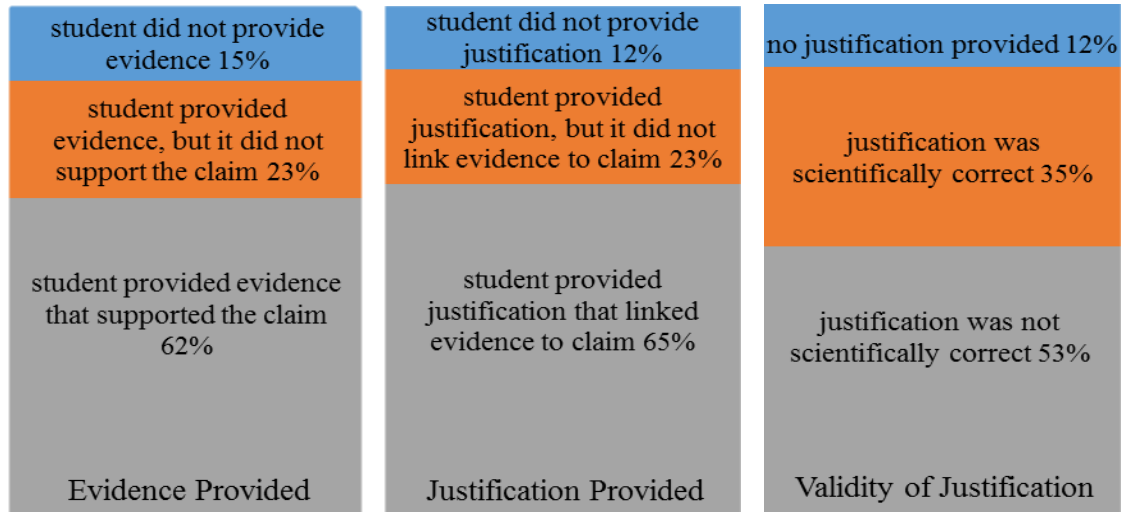 student did not provide
evidence 15%
student provided
evidence, but it did not
support the claim 23%
student provided evidence
that supported the claim
62%
Evidence Provided
student did not provide
justification 12%
student provided
justification, but it did not
link evidence to claim 23%
student provided
justification that linked
evidence to claim 65%
Justification Provided
no justification provided 12%
justification was
scientifically correct 35%
justification was not
scientifically correct 53%
Validity of Justification